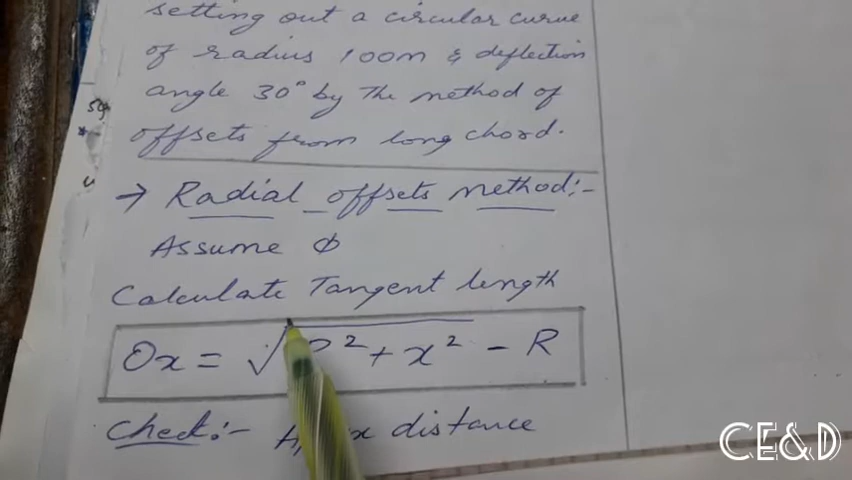 setting out a circular curve
of radius 100m & deflection
angle 30° by the method of
offsets from long chord.
→ Radial offsets method:-
Assume Φ
Calculate Tangent length
Ox = √ ² + x² - R
Check:- distance
CE&D